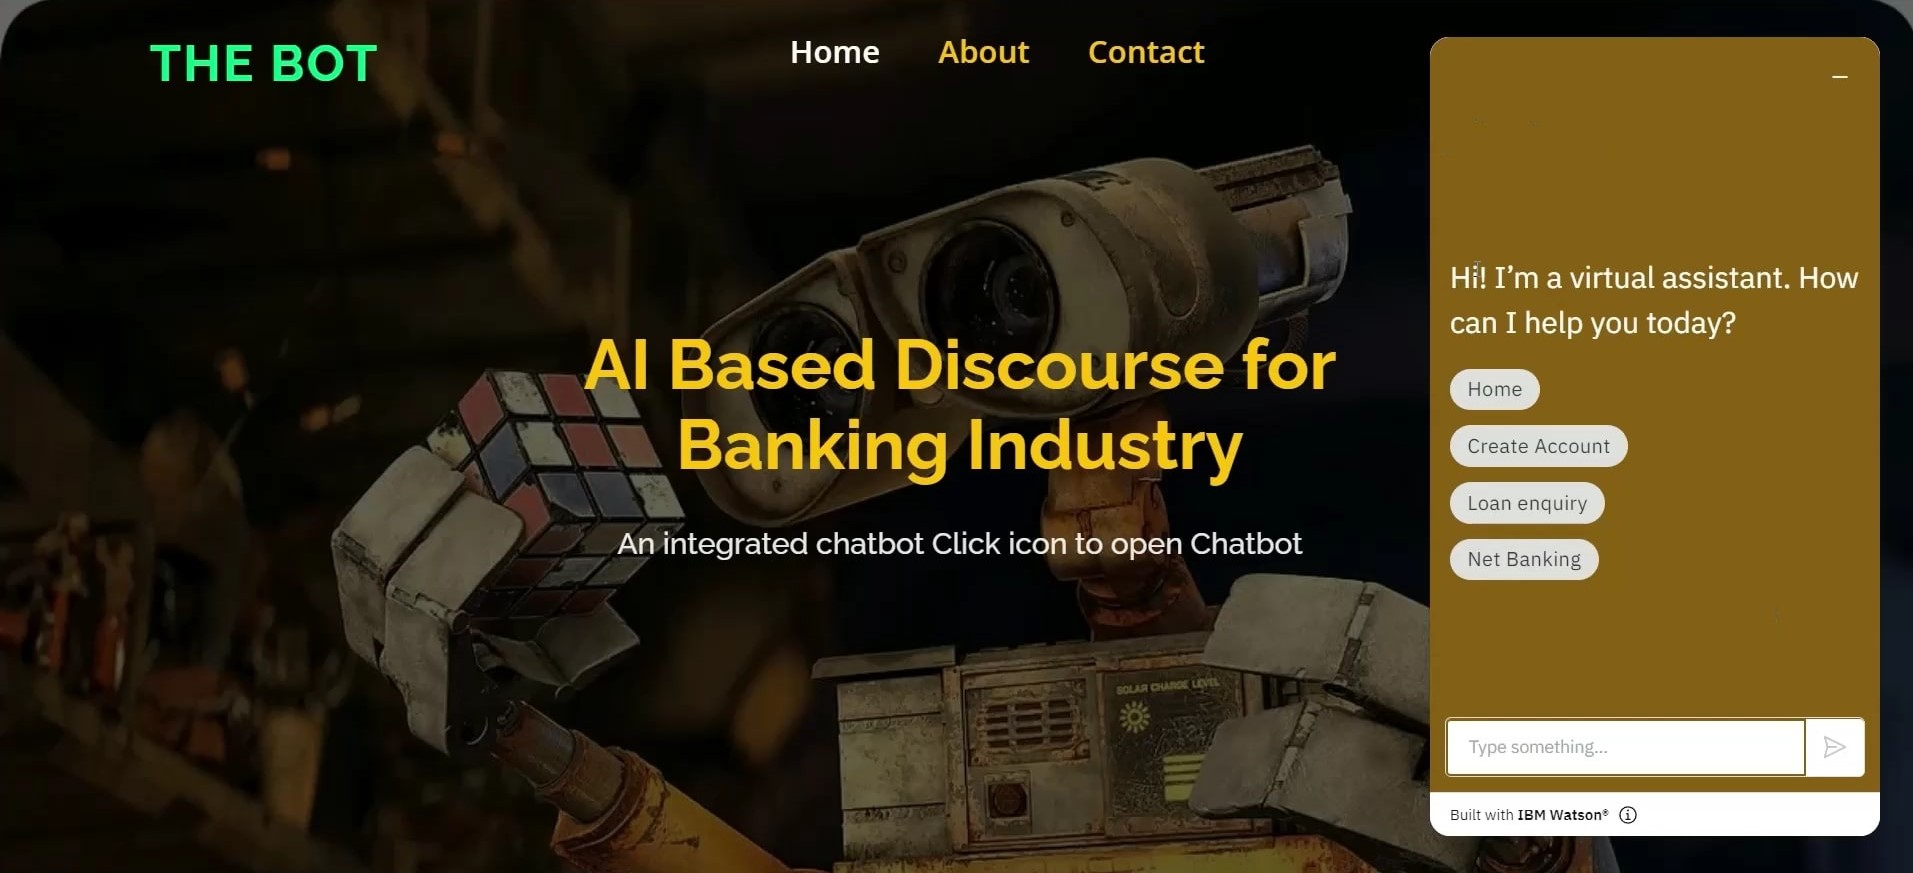 THE BOT
Home
About
Contact
AI Based Discourse for
Banking Industry
An integrated chatbot Click icon to open Chatbot
SOLAR CHARGE LEVEL
Hi! I’m a virtual assistant. How
can I help you today?
Home
Create Account
Loan enquiry
Net Banking
Type something...
Built with IBM Watson®